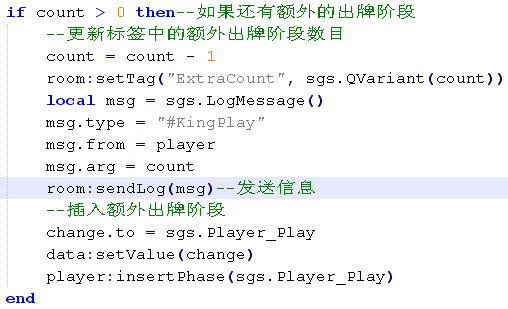 if count > 0 then--如果还有额外的出牌阶段
--更新标签中的额外出牌阶段数目
count = count - 1
room:setTag("ExtraCount", sgs.QVariant(count))
local msg = sgs.LogMessage()
msg.type = "#KingPlay"
msg.from = player
msg.arg = count
room:sendLog(msg)--发送信息
--插入额外出牌阶段
change.to = sgs.Player_Play
data:setValue(change)
player:insertPhase(sgs.Player_Play)
end